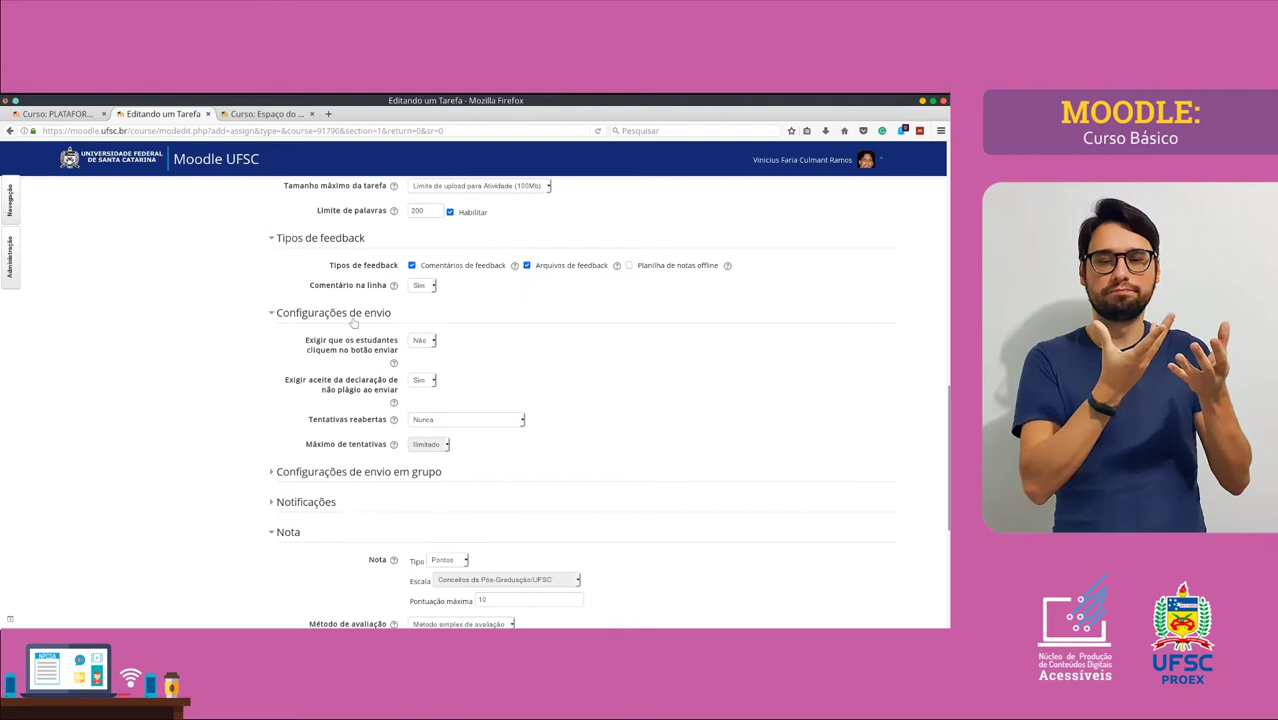 Editando um Tarefa - Mozilla Firefox
Curso: PLATAFOR...
Editando um Tarefa
Curso: Espaço do ...
https://moodle.ufsc.br/course/modedit.php?add=assign&type=&course=91790&section=1&return=0&sr=0
Pesquisar
UNIVERSIDADE FEDERAL
DE SANTA CATARINA
Moodle UFSC
Vinicius Faria Culmant Ramos
Navegação
Administração
Tamanho máximo da tarefa
Limite de upload para Atividade (100Mb)
Limite de palavras
200
Habilitar
Tipos de feedback
Tipos de feedback
Comentários de feedback
Arquivos de feedback
Planilha de notas offline
Comentário na linha
Sim
Configurações de envio
Exigir que os estudantes
cliquem no botão enviar
Não
Exigir aceite da declaração de
não plágio ao enviar
Sim
Tentativas reabertas
Nunca
Máximo de tentativas
Ilimitado
Configurações de envio em grupo
Notificações
Nota
Nota
Tipo
Pontos
Escala
Conceitos da Pós-Graduação/UFSC
Pontuação máxima
10
Método de avaliação
Método simples de avaliação
MOODLE:
Curso Básico
Núcleo de Produção
de Conteúdos Digitais
Acessíveis
UFSC
PROEX
NPCDA